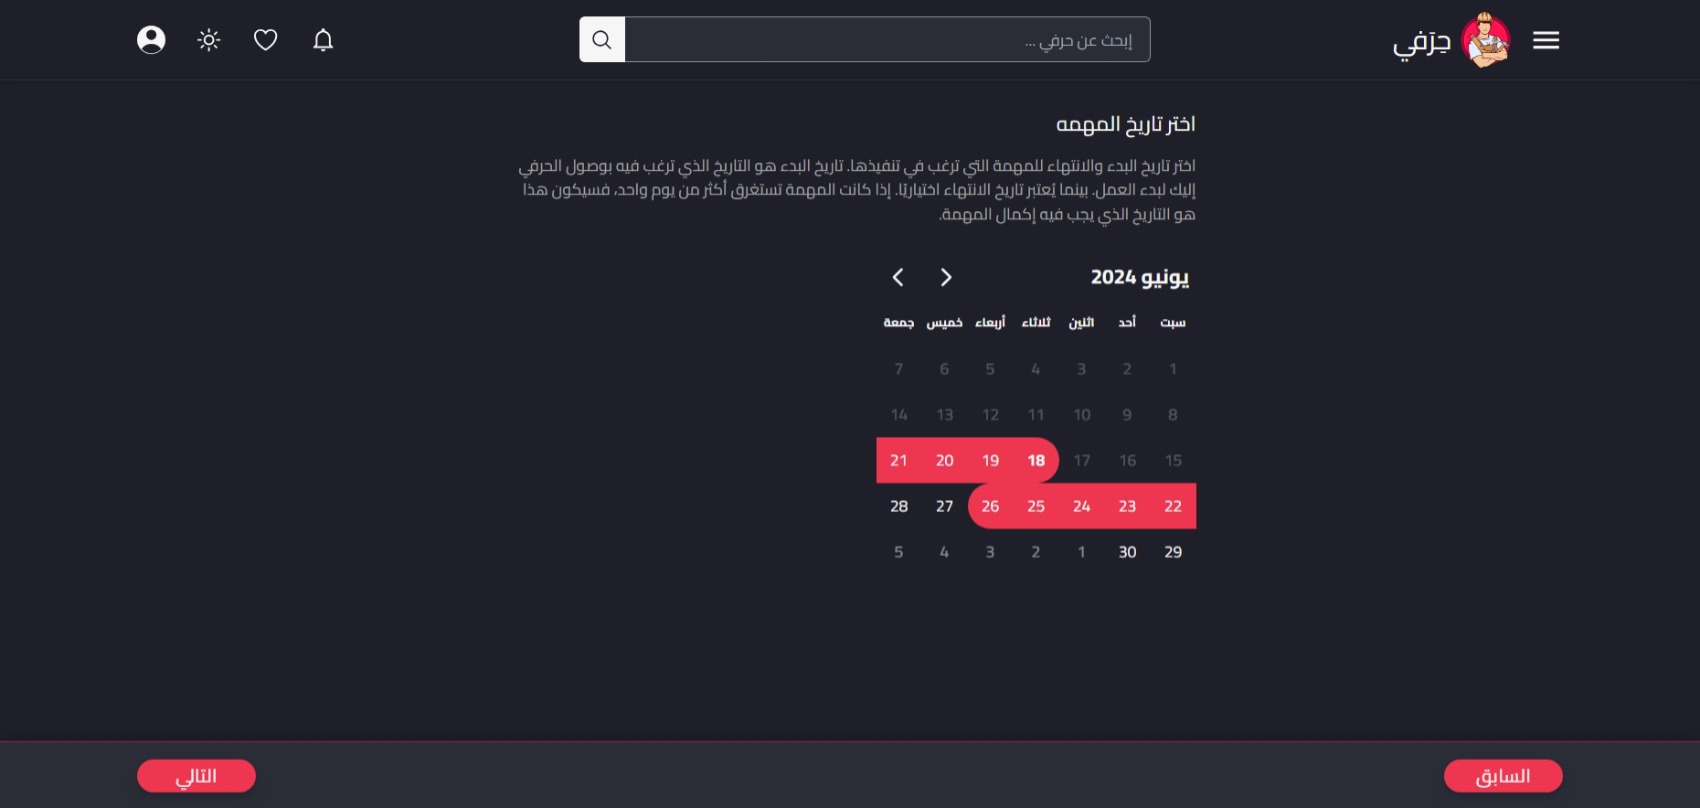 حِرَفي
إبحث عن حرفي ...
اختر تاريخ المهمه
اختر تاريخ البدء والانتهاء للمهمة التي ترغب في تنفيذها. تاريخ البدء هو التاريخ الذي ترغب فيه بوصول الحرفي
إليك لبدء العمل. بينما يُعتبر تاريخ الانتهاء اختياريًا. إذا كانت المهمة تستغرق أكثر من يوم واحد، فسيكون هذا
هو التاريخ الذي يجب فيه إكمال المهمة.
يونيو 2024
سبت أحد اثنين ثلاثاء أربعاء خميس جمعة
1 2 3 4 5 6 7
8 9 10 11 12 13 14
15 16 17 18 19 20 21
22 23 24 25 26 27 28
29 30 1 2 3 4 5
السابق
التالي